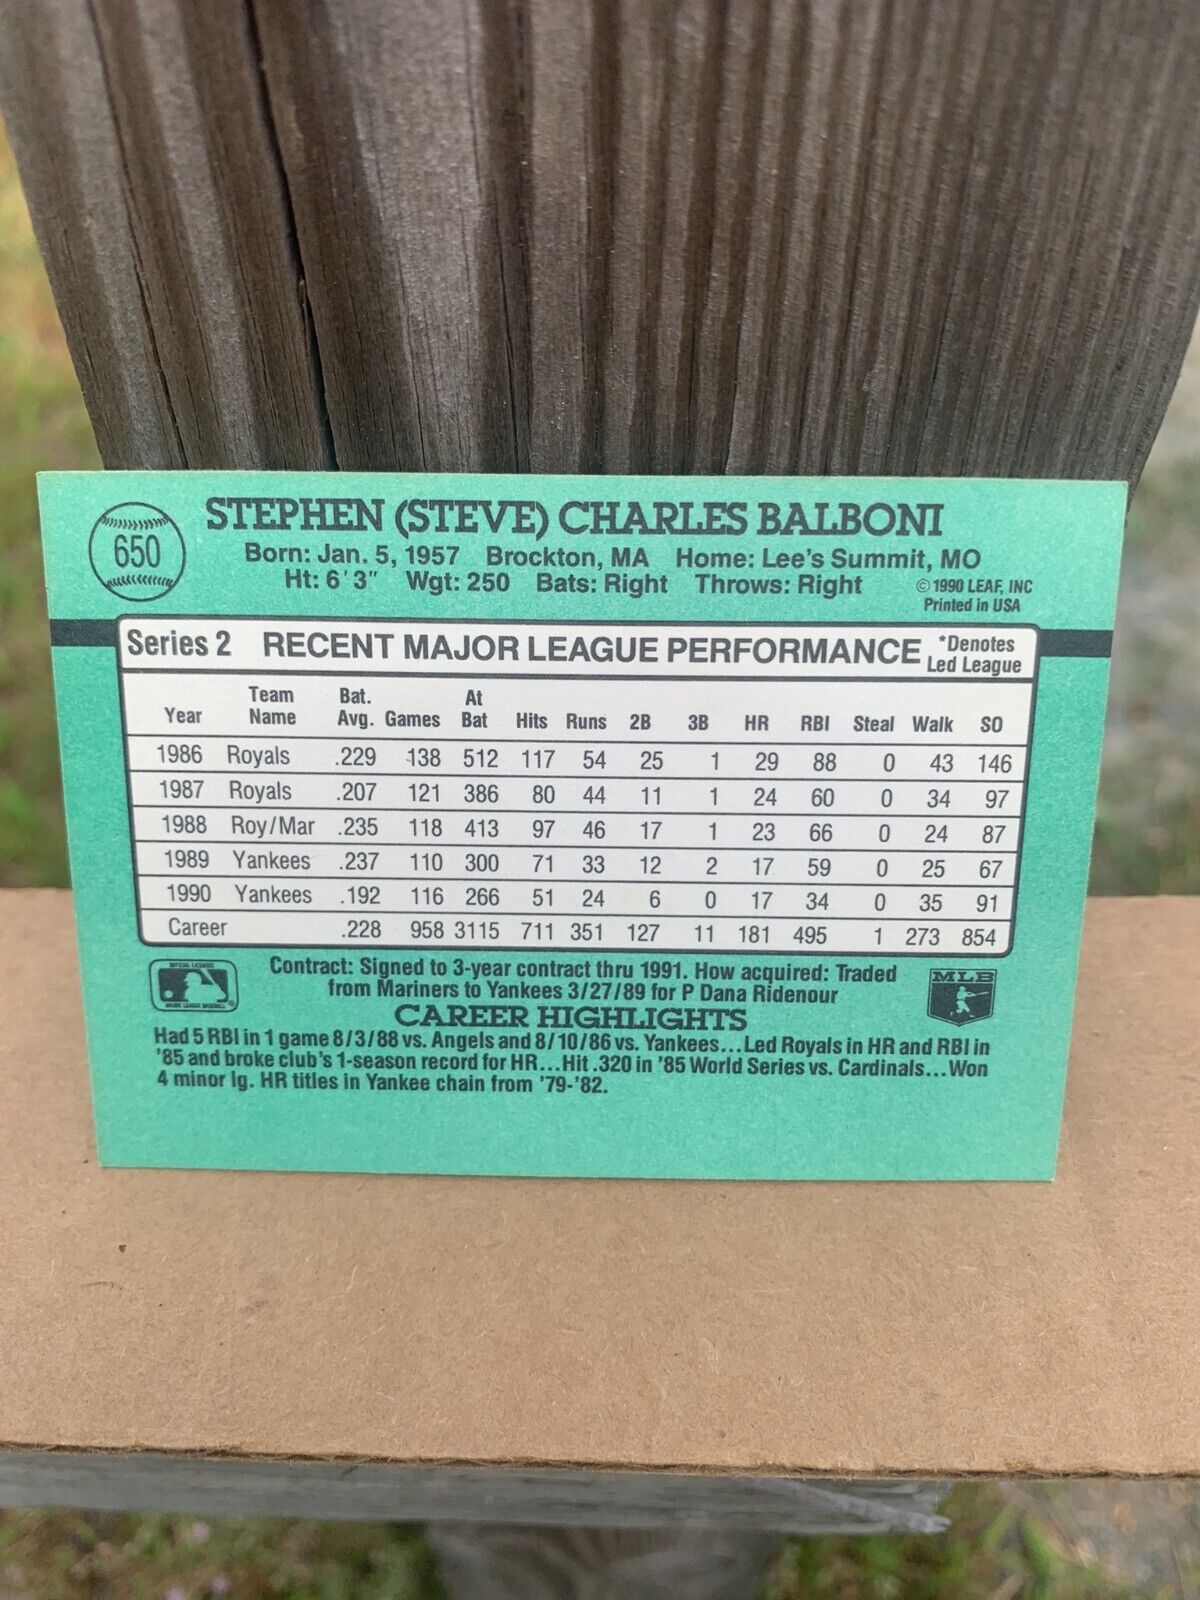 650
STEPHEN (STEVE) CHARLES BALBONI
Born: Jan. 5, 1957 Brockton, MA Home: Lee's Summit, MO
Ht: 6'3" Wgt: 250 Bats: Right Throws: Right
© 1990 LEAF, INC
Printed in USA
Series 2 RECENT MAJOR LEAGUE PERFORMANCE *Denotes Led League
Year Team Name Bat. Avg. Games At Bat Hits Runs 2B 3B HR RBI Steal Walk SO
1986 Royals .229 138 512 117 54 25 1 29 88 0 43 146
1987 Royals .207 121 386 80 44 11 1 24 60 0 34 97
1988 Roy/Mar .235 118 413 97 46 17 1 23 66 0 24 87
1989 Yankees .237 110 300 71 33 12 2 17 59 0 25 67
1990 Yankees .192 116 266 51 24 6 0 17 34 0 35 91
Career .228 958 3115 711 351 127 11 181 495 1 273 854
OFFICIAL LICENSEE
MAJOR LEAGUE BASEBALL
Contract: Signed to 3-year contract thru 1991. How acquired: Traded
from Mariners to Yankees 3/27/89 for P Dana Ridenour
MLB
CAREER HIGHLIGHTS
Had 5 RBI in 1 game 8/3/88 vs. Angels and 8/10/86 vs. Yankees...Led Royals in HR and RBI in
'85 and broke club's 1-season record for HR...Hit .320 in '85 World Series vs. Cardinals...Won
4 minor lg. HR titles in Yankee chain from '79-'82.